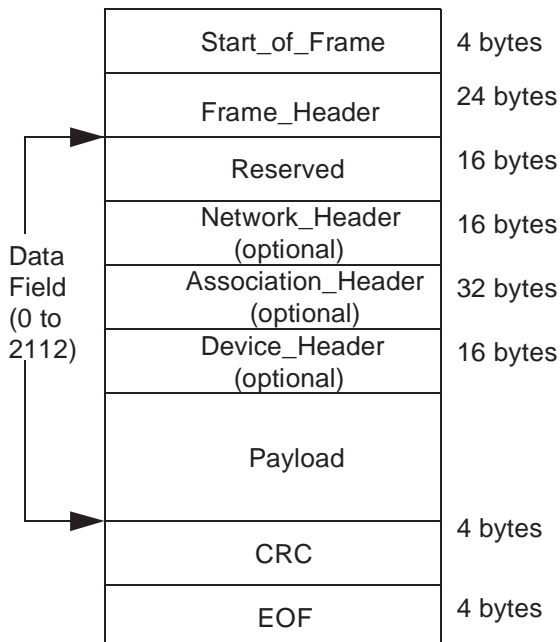 Start_of_Frame 4 bytes
Frame_Header 24 bytes
Reserved 16 bytes
Network_Header 16 bytes
(optional)
Association_Header 32 bytes
(optional)
Device_Header 16 bytes
(optional)
Data
Field
(0 to
2112)
Payload
CRC 4 bytes
EOF 4 bytes